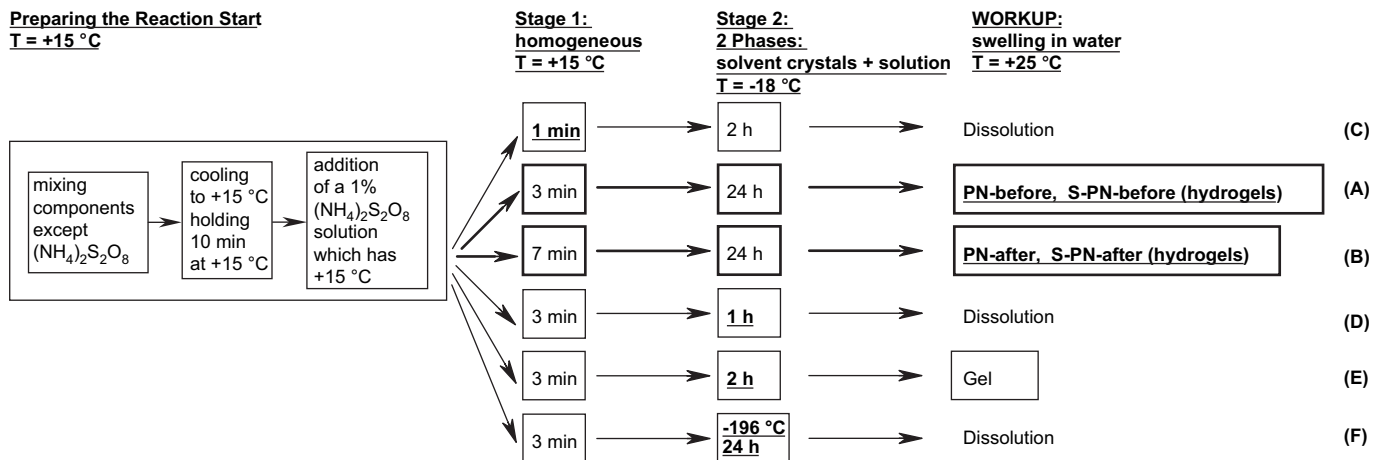 Preparing the Reaction Start
T = +15 °C
Stage 1:
homogeneous
T = +15 °C
Stage 2:
2 Phases:
solvent crystals + solution
T = -18 °C
WORKUP:
swelling in water
T = +25 °C
mixing
components
except
(NH₄)₂S₂O₈
cooling
to +15 °C
holding
10 min
at +15 °C
addition
of a 1%
(NH₄)₂S₂O₈
solution
which has
+15 °C
1 min
2 h
Dissolution
(C)
3 min
24 h
PN-before, S-PN-before (hydrogels)
(A)
7 min
24 h
PN-after, S-PN-after (hydrogels)
(B)
3 min
1 h
Dissolution
(D)
3 min
2 h
Gel
(E)
3 min
-196 °C
24 h
Dissolution
(F)